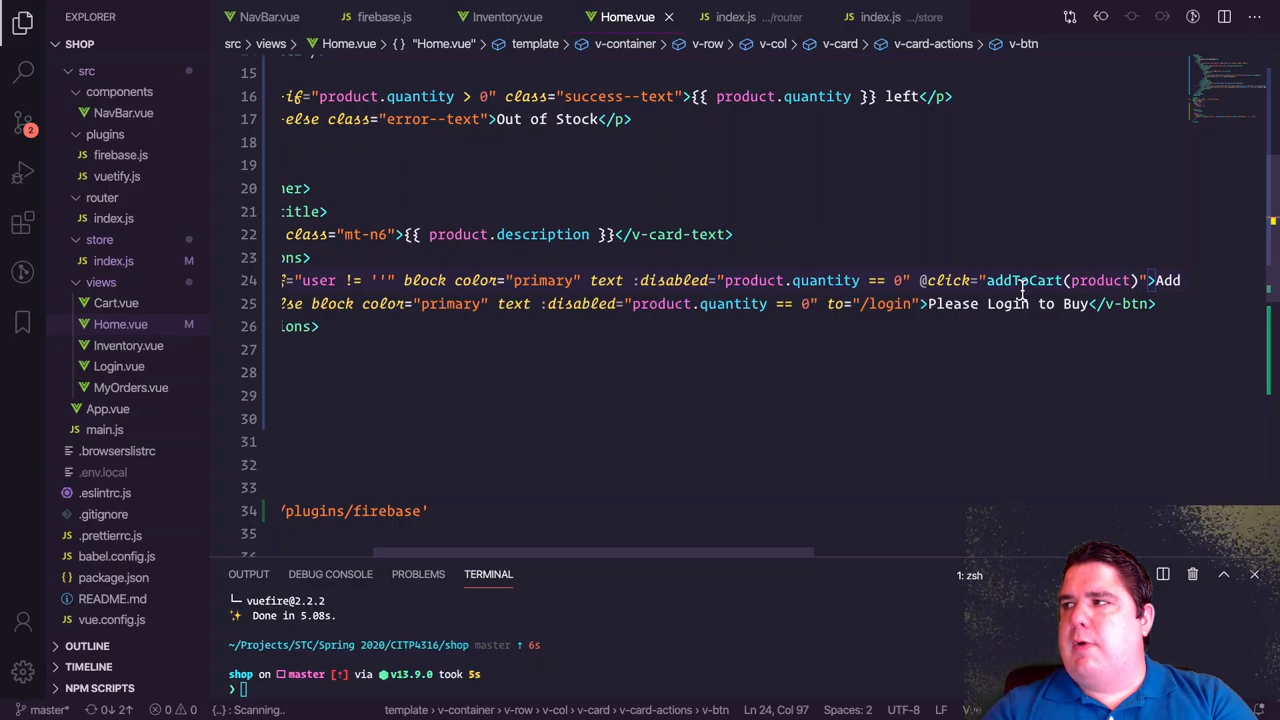 EXPLORER
NavBar.vue
firebase.js
Inventory.vue
Home.vue
index.js .../router
index.js .../store
SHOP
src > views > Home.vue > {} "Home.vue" > template > v-container > v-row > v-col > v-card > v-card-actions > v-btn
src
components
NavBar.vue
plugins
firebase.js
vuetify.js
router
index.js
store
index.js M
views
Cart.vue
Home.vue M
Inventory.vue
Login.vue
MyOrders.vue
App.vue
main.js
.browserslistrc
.env.local
.eslintrc.js
.gitignore
.prettierrc.js
babel.config.js
package.json
README.md
vue.config.js
OUTLINE
TIMELINE
NPM SCRIPTS
2
15
16 if="product.quantity > 0" class="success--text">{{ product.quantity }} left</p>
17 else class="error--text">Out of Stock</p>
18
19
20 ner>
21 title>
22 class="mt-n6">{{ product.description }}</v-card-text>
23 ons>
24 f="user != ''" block color="primary" text :disabled="product.quantity == 0" @click="addToCart(product)">Add
25 lse block color="primary" text :disabled="product.quantity == 0" to="/login">Please Login to Buy</v-btn>
26 ions>
27
28
29
30
31
32
33
34 '/plugins/firebase'
35
36
OUTPUT DEBUG CONSOLE PROBLEMS TERMINAL 1: zsh
└─ vuefire@2.2.2
✨ Done in 5.08s.
~/Projects/STC/Spring 2020/CITP4316/shop master ⇡ 6s
shop on master [⇡] via v13.9.0 took 5s
❯
master* 0↓ 2↑ 0 0 {..} : Scanning.. template > v-container > v-row > v-col > v-card > v-card-actions > v-btn Ln 24, Col 97 Spaces: 2 UTF-8 LF